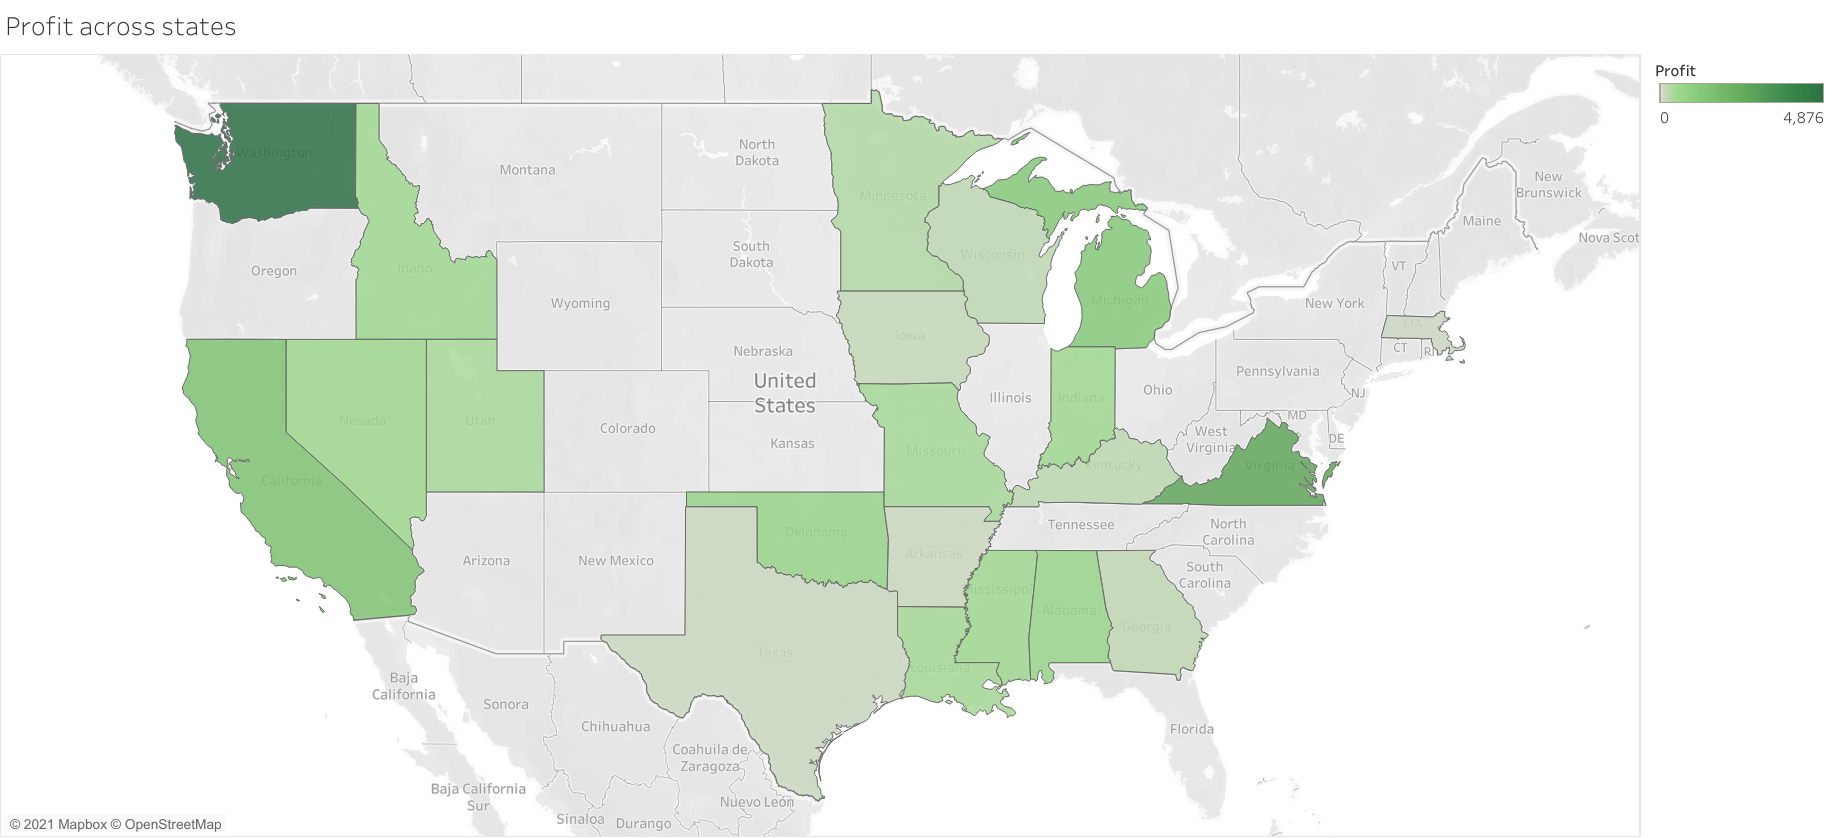 Profit across states
Profit
0
4,876
Washington
Montana
North
Dakota
Minnesota
New
Brunswick
Maine
Nova Scot
Oregon
Idaho
South
Dakota
Wisconsin
Michigan
VT
New York
Wyoming
MA
CT
RI
Iowa
Nebraska
United
States
Pennsylvania
NJ
Nevada
Utah
Colorado
Kansas
Illinois
Indiana
Ohio
MD
DE
West
Virginia
Missouri
Kentucky
Virginia
California
Oklahoma
Arkansas
Tennessee
North
Carolina
Arizona
New Mexico
South
Carolina
Mississippi
Alabama
Georgia
Texas
Louisiana
Baja
California
Sonora
Chihuahua
Coahuila de
Zaragoza
Florida
Baja California
Sur
Nuevo León
Sinaloa
Durango
© 2021 Mapbox © OpenStreetMap